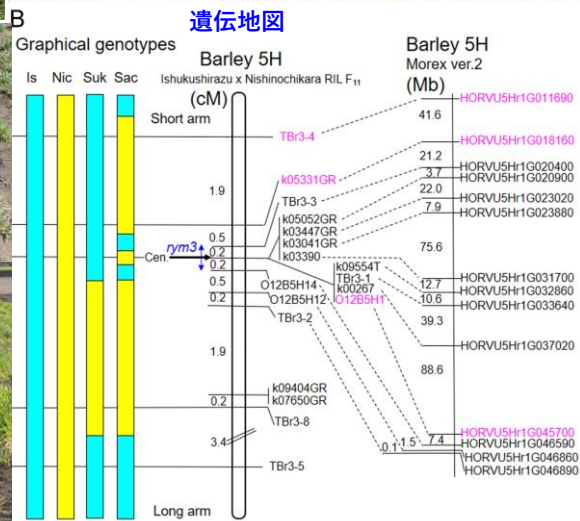 B
遺伝地図
Graphical genotypes
Is Nic Suk Sac
Barley 5H
Ishukushirazu x Nishinochikara RIL F11
(cM)
Short arm
Cen.
rym3
Long arm
1.9
0.5
0.2
0.2
0.5
0.2
1.9
0.2
3.4
TBr3-4
k05331GR
TBr3-3
k05052GR
k03447GR
k03041GR
k03390
k09554T
TBr3-1
k00267
O12B5H1
O12B5H14
O12B5H12
TBr3-2
k09404GR
k07650GR
TBr3-8
TBr3-5
Barley 5H
Morex ver.2
(Mb)
HORVU5Hr1G011690
41.6
HORVU5Hr1G018160
21.2
HORVU5Hr1G020400
3.7
HORVU5Hr1G020900
22.0
HORVU5Hr1G023020
7.9
HORVU5Hr1G023880
75.6
HORVU5Hr1G031700
12.7
HORVU5Hr1G032860
10.6
HORVU5Hr1G033640
39.3
HORVU5Hr1G037020
88.6
HORVU5Hr1G045700
7.4
HORVU5Hr1G046590
1.5
HORVU5Hr1G046860
0.1
HORVU5Hr1G046890